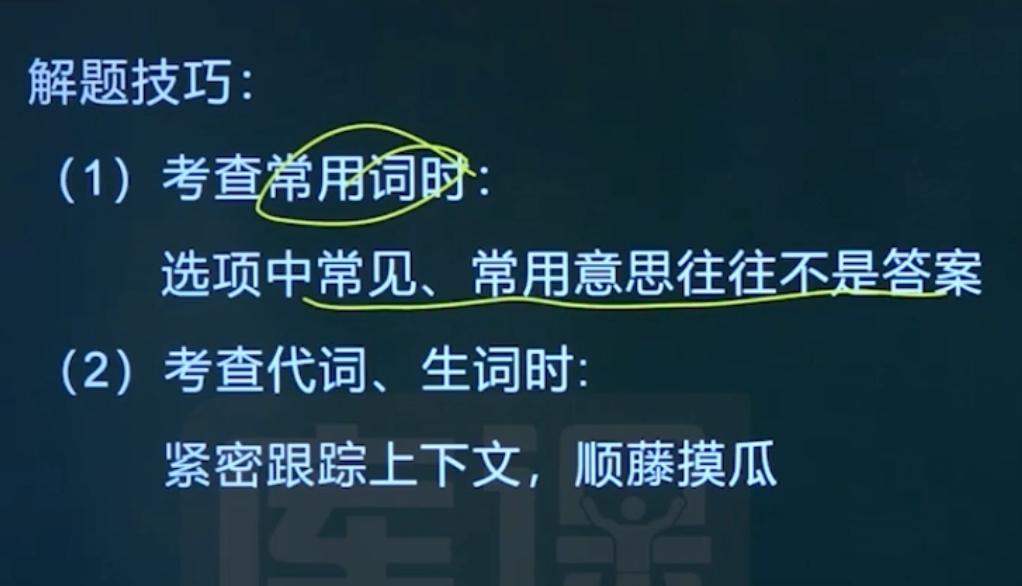 解题技巧：
（1）考查常用词时：
选项中常见、常用意思往往不是答案
（2）考查代词、生词时：
紧密跟踪上下文，顺藤摸瓜
库课